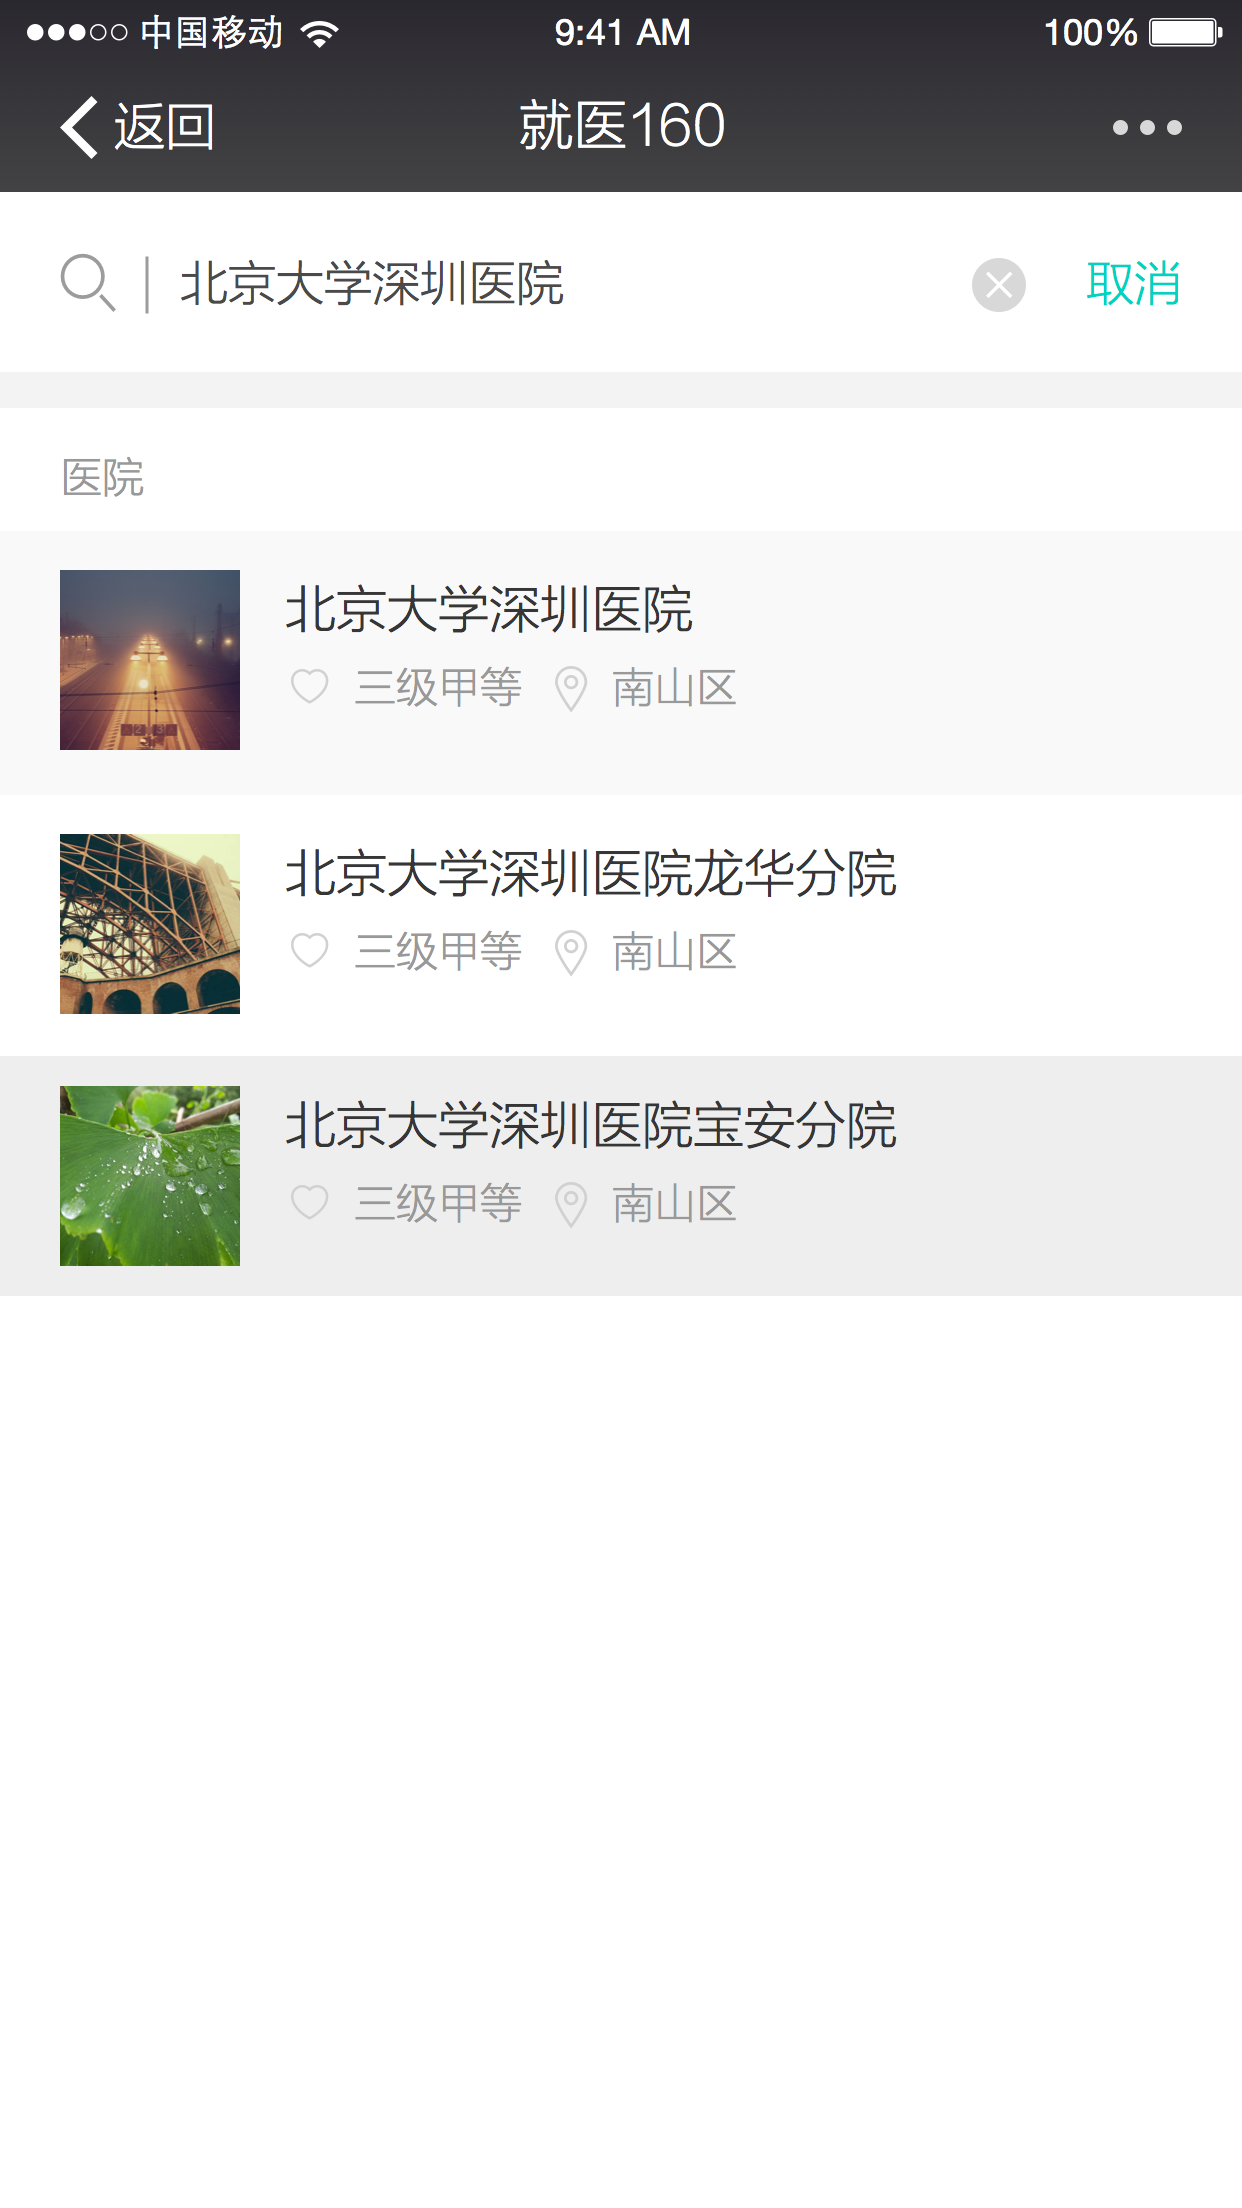 中国移动 9:41 AM 100%
返回 就医160
北京大学深圳医院 取消
医院
北京大学深圳医院
三级甲等 南山区
北京大学深圳医院龙华分院
三级甲等 南山区
北京大学深圳医院宝安分院
三级甲等 南山区